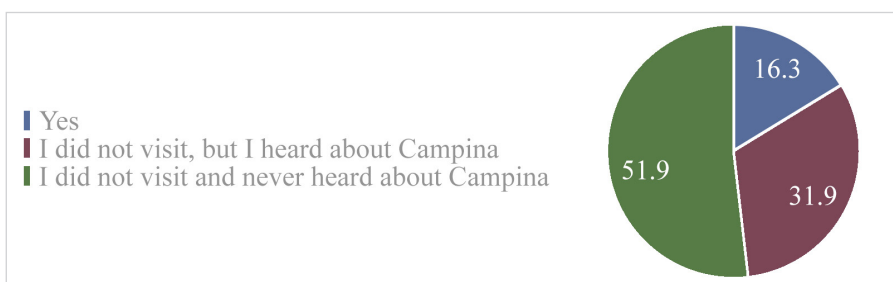 Yes
I did not visit, but I heard about Campina
I did not visit and never heard about Campina
16.3
31.9
51.9